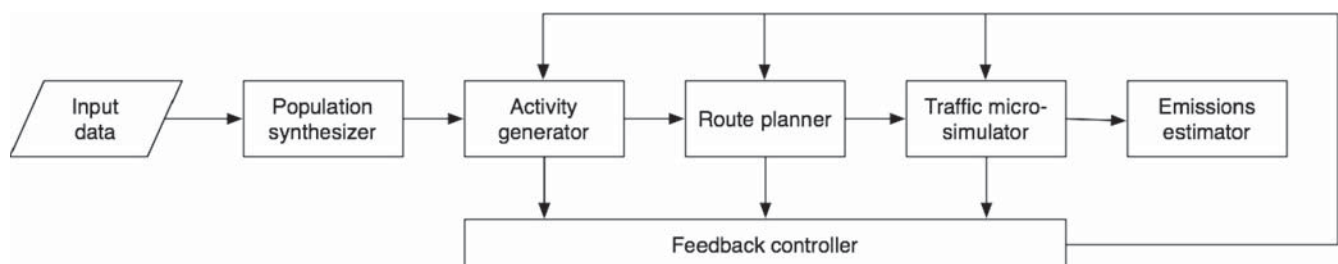 Input
data
Population
synthesizer
Activity
generator
Route planner
Traffic micro-
simulator
Emissions
estimator
Feedback controller